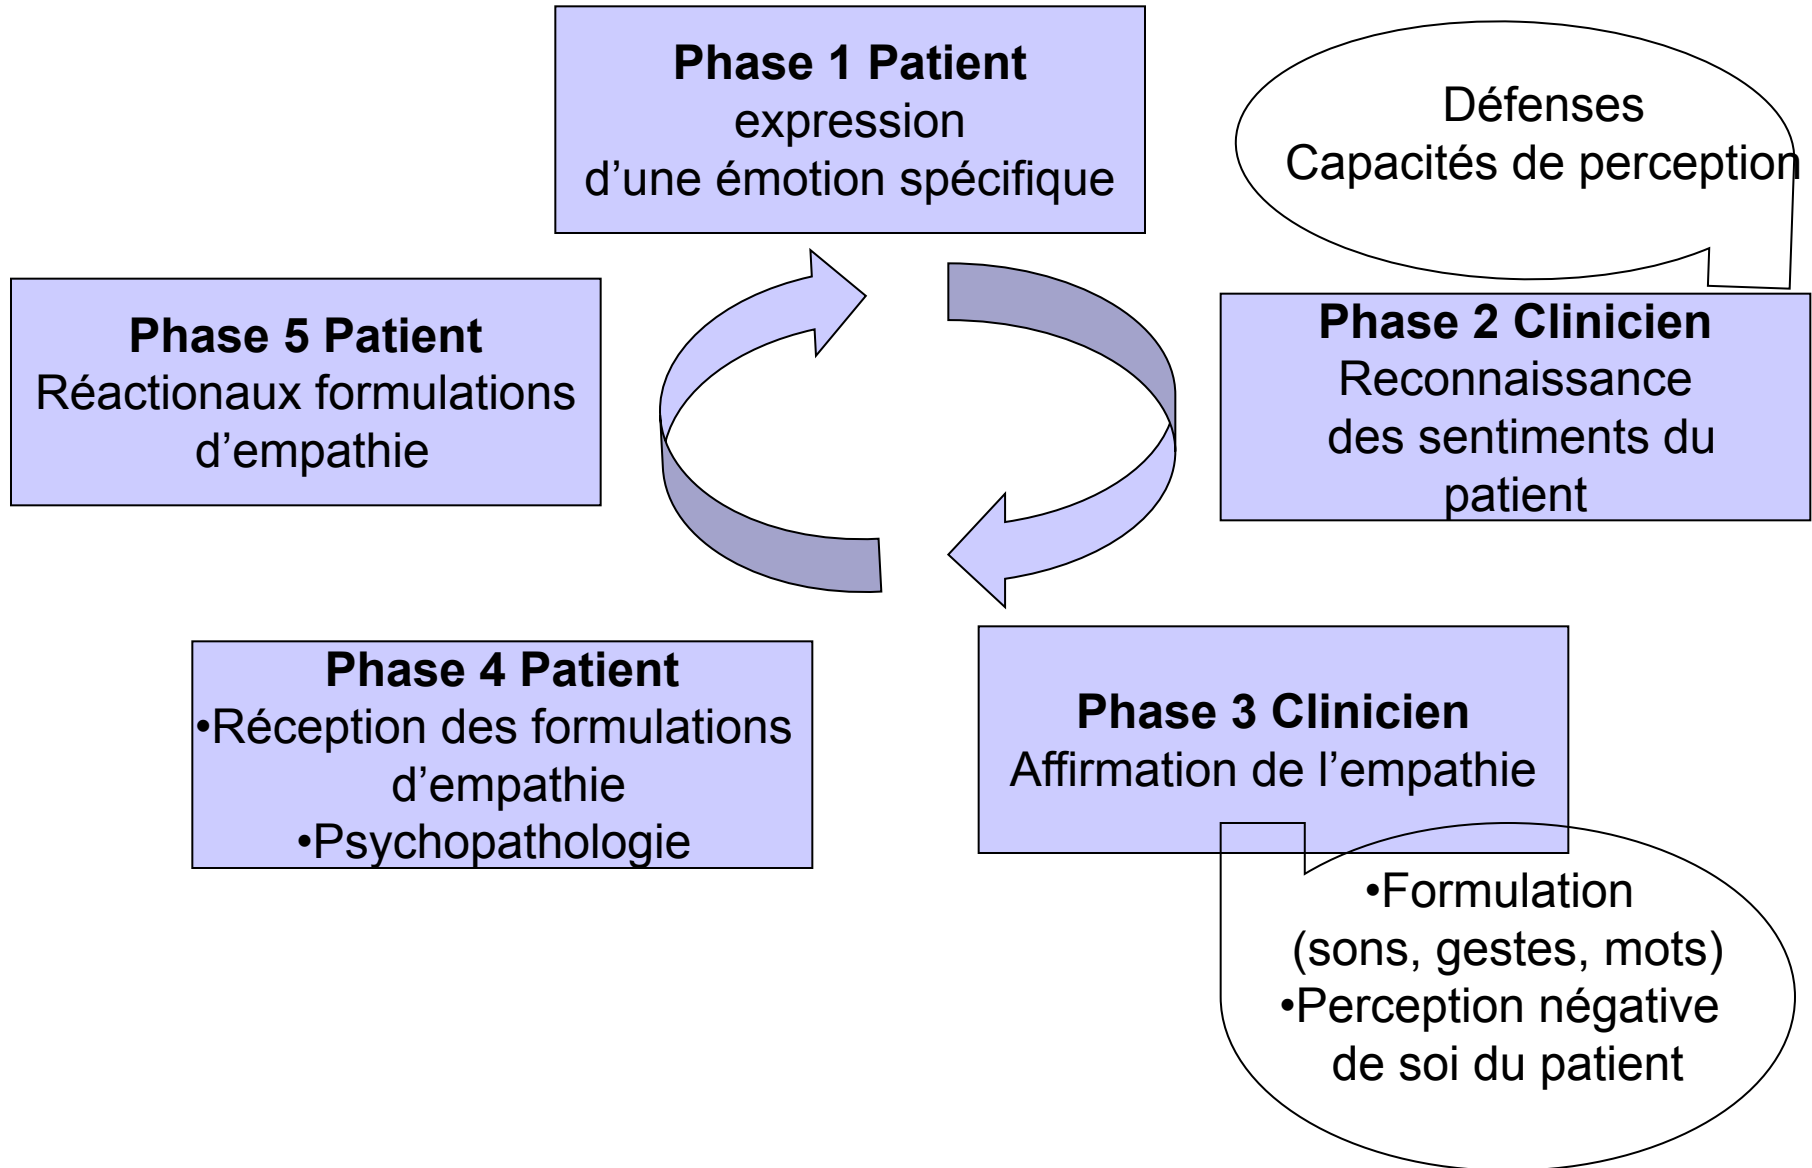 Phase 1 Patient
expression
d’une émotion spécifique
Défenses
Capacités de perception
Phase 2 Clinicien
Reconnaissance
des sentiments du
patient
Phase 3 Clinicien
Affirmation de l’empathie
•Formulation
(sons, gestes, mots)
•Perception négative
de soi du patient
Phase 4 Patient
•Réception des formulations
d’empathie
•Psychopathologie
Phase 5 Patient
Réactionaux formulations
d’empathie